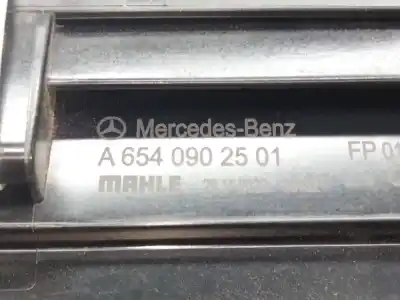 Mercedes-Benz
A 654 090 25 01 FP 01
MAHLE